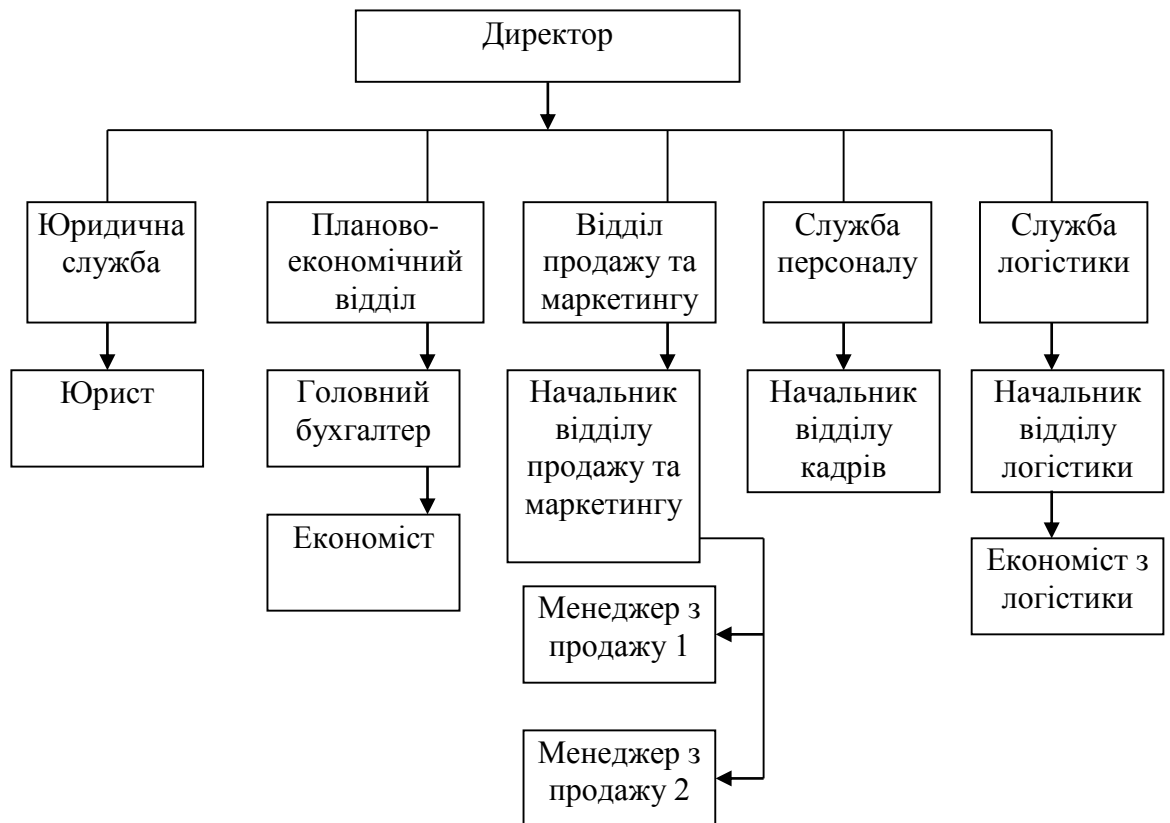 Директор
Юридична
служба
Планово-
економічний
відділ
Відділ
продажу та
маркетингу
Служба
персоналу
Служба
логістики
Юрист
Головний
бухгалтер
Начальник
відділу
продажу та
маркетингу
Начальник
відділу
кадрів
Начальник
відділу
логістики
Економіст
Економіст з
логістики
Менеджер з
продажу 1
Менеджер з
продажу 2